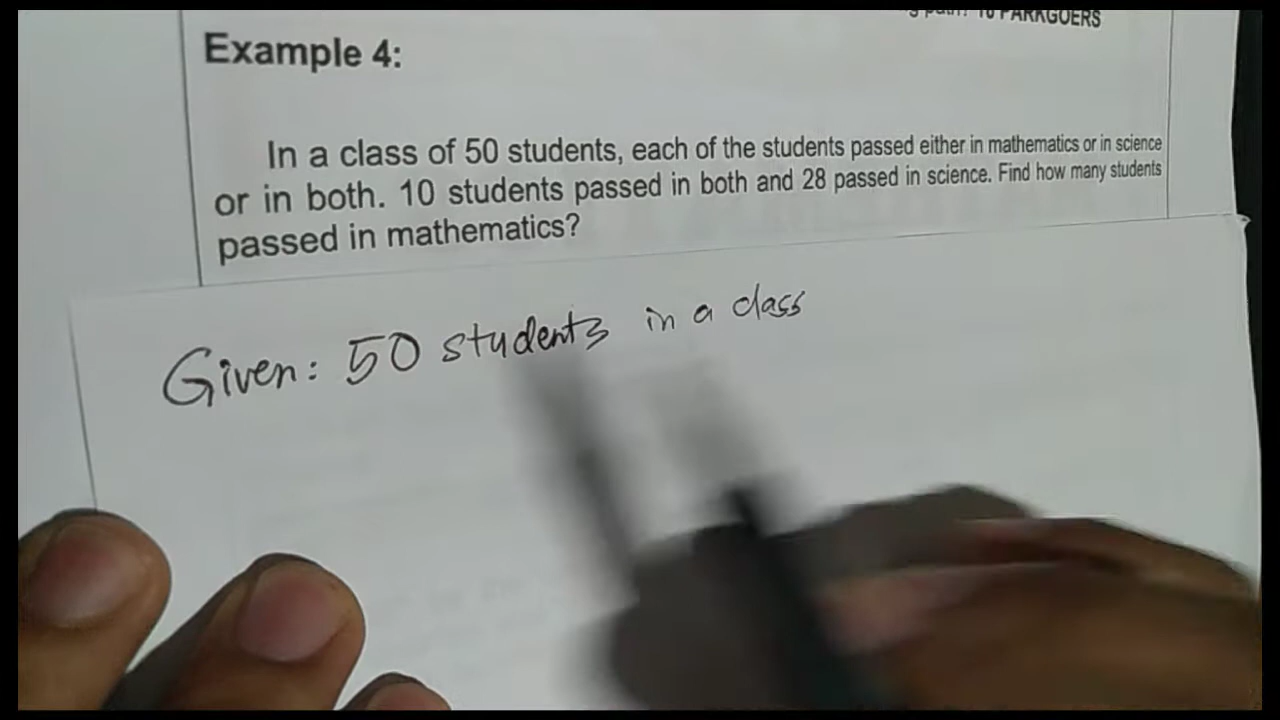 10 PARKGOERS
Example 4:
In a class of 50 students, each of the students passed either in mathematics or in science
or in both. 10 students passed in both and 28 passed in science. Find how many students
passed in mathematics?
Given: 50 students in a class